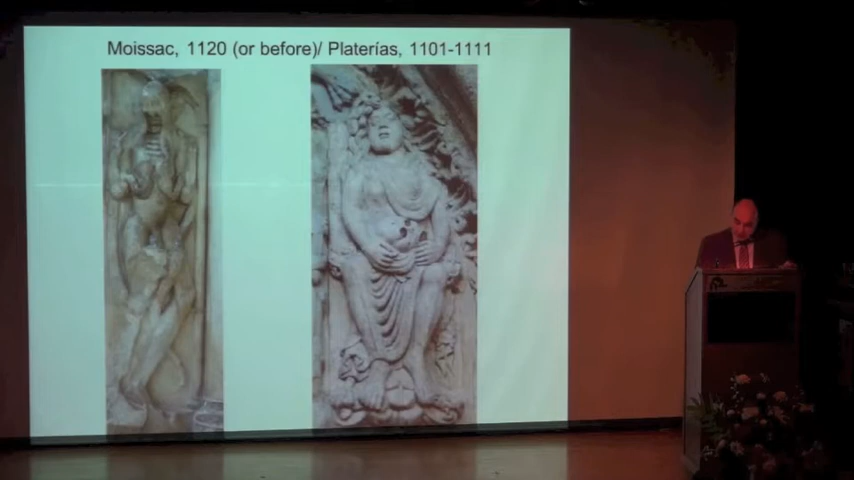 Moissac, 1120 (or before)/ Platerías, 1101-1111